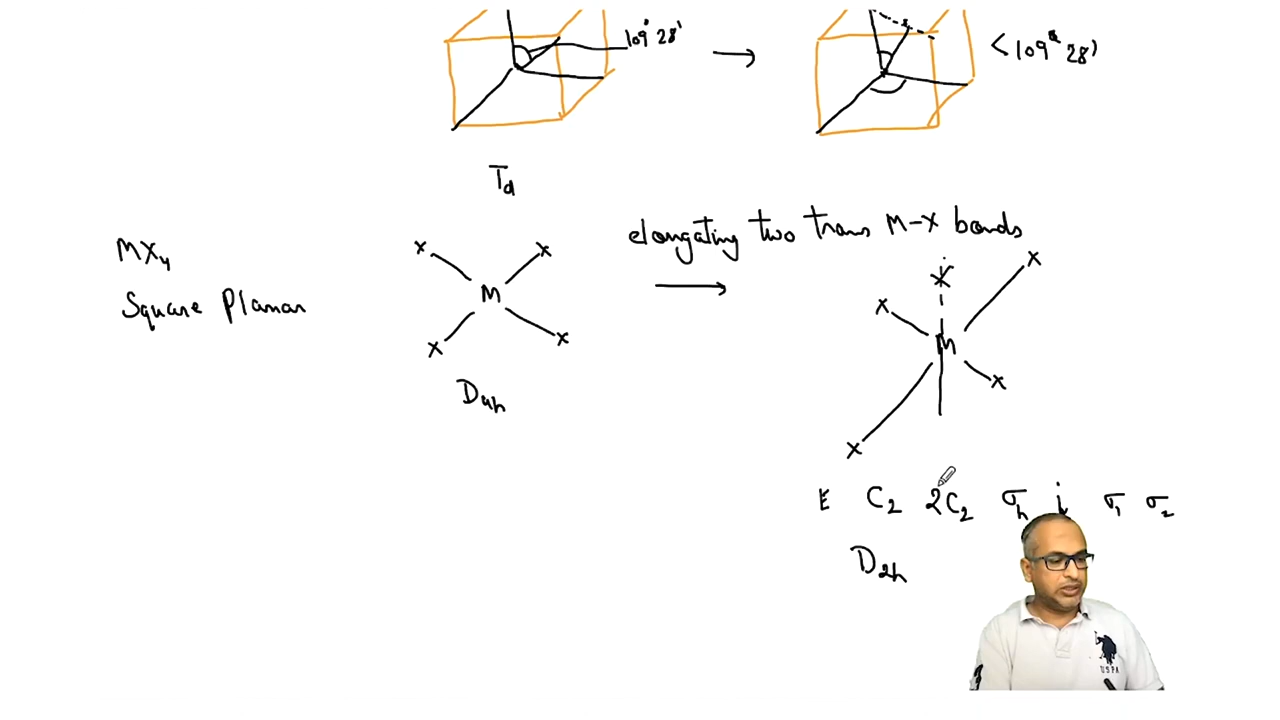 109° 28'
< 109° 28'
Td
MX4
Square Planar
X X
M
X X
D4h
elongating two trans M-X bonds
X
X X
M
X
X
E C2 2C2 σh i σ1 σ2
D2h
USPA